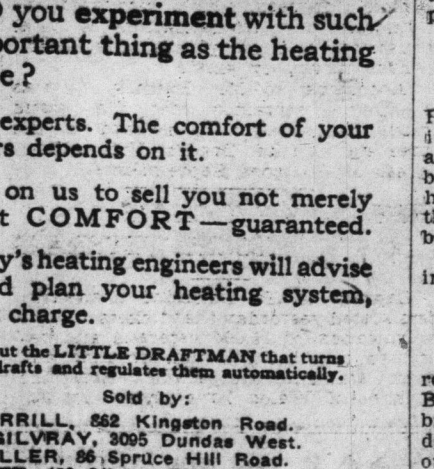 you experiment with such
portant thing as the heating
e?
experts. The comfort of your
rs depends on it.
on us to sell you not merely
t COMFORT—guaranteed.
y's heating engineers will advise
d plan your heating system,
charge.
ut the LITTLE DRAFTMAN that turns
drafts and regulates them automatically.
Sold by:
RRILL, 862 Kingston Road.
GILVRAY, 3095 Dundas West.
LLER, 86 Spruce Hill Road.